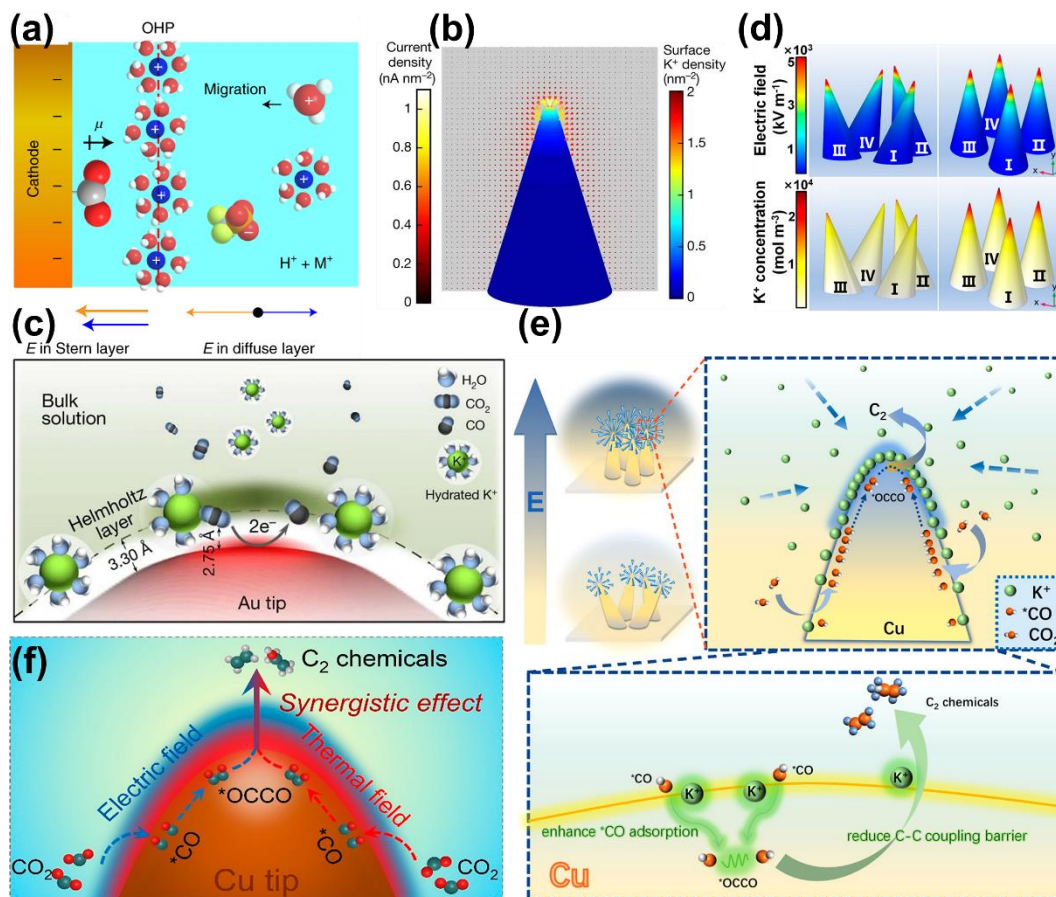 (a)
OHP
Cathode
μ
Migration
H⁺ + M⁺
E in Stern layer
E in diffuse layer
(b)
Current
density
(nA nm⁻²)
1
0.8
0.6
0.4
0.2
0
Surface
K⁺ density
(nm⁻²)
2
1.5
1
0.5
0
(d)
×10³
5
3
1
Electric field
(kV m⁻¹)
III
IV
I
II
III
IV
I
II
y
x
×10⁴
2
1
K⁺ concentration
(mol m⁻³)
III
IV
I
II
III
IV
I
II
y
x
(c)
Bulk
solution
H₂O
CO₂
CO
K⁺
Hydrated K⁺
Helmholtz
layer
3.30 Å
2.75 Å
2e⁻
Au tip
(e)
E
C₂
*OCCO
Cu
K⁺
*CO
CO₂
C₂ chemicals
*CO
K⁺
K⁺
*CO
K⁺
enhance *CO adsorption
reduce C-C coupling barrier
*OCCO
Cu
(f)
C₂ chemicals
Synergistic effect
Electric field
Thermal field
*OCCO
*CO
*CO
CO₂
CO₂
Cu tip